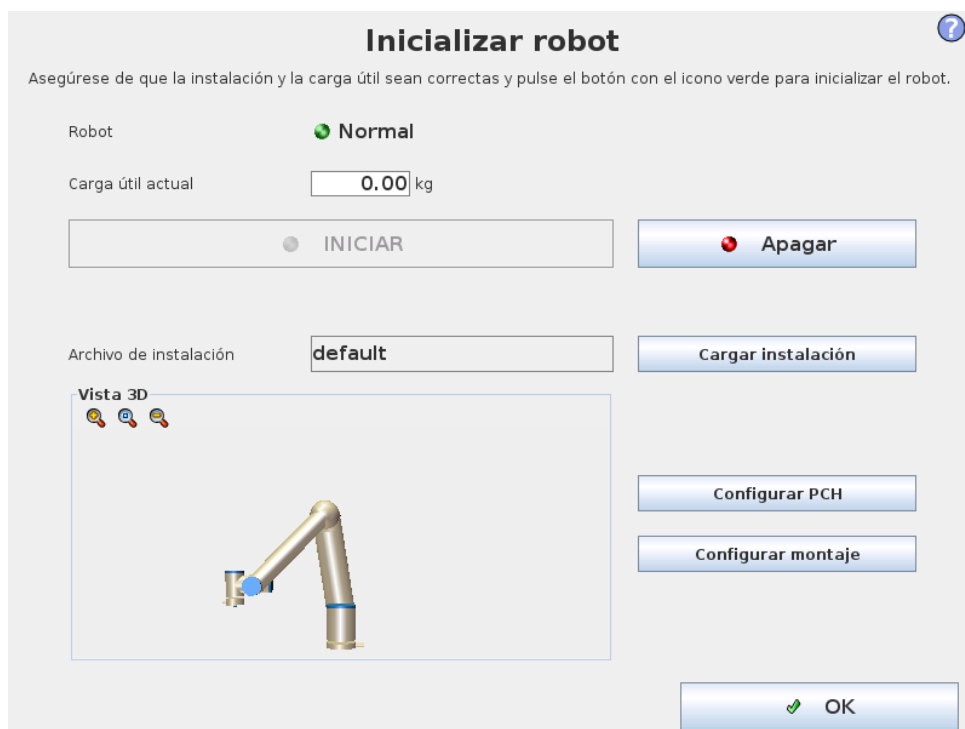 Inicializar robot
?
Asegúrese de que la instalación y la carga útil sean correctas y pulse el botón con el icono verde para inicializar el robot.
Robot Normal
Carga útil actual 0.00 kg
INICIAR Apagar
Archivo de instalación default Cargar instalación
Vista 3D
Configurar PCH
Configurar montaje
OK